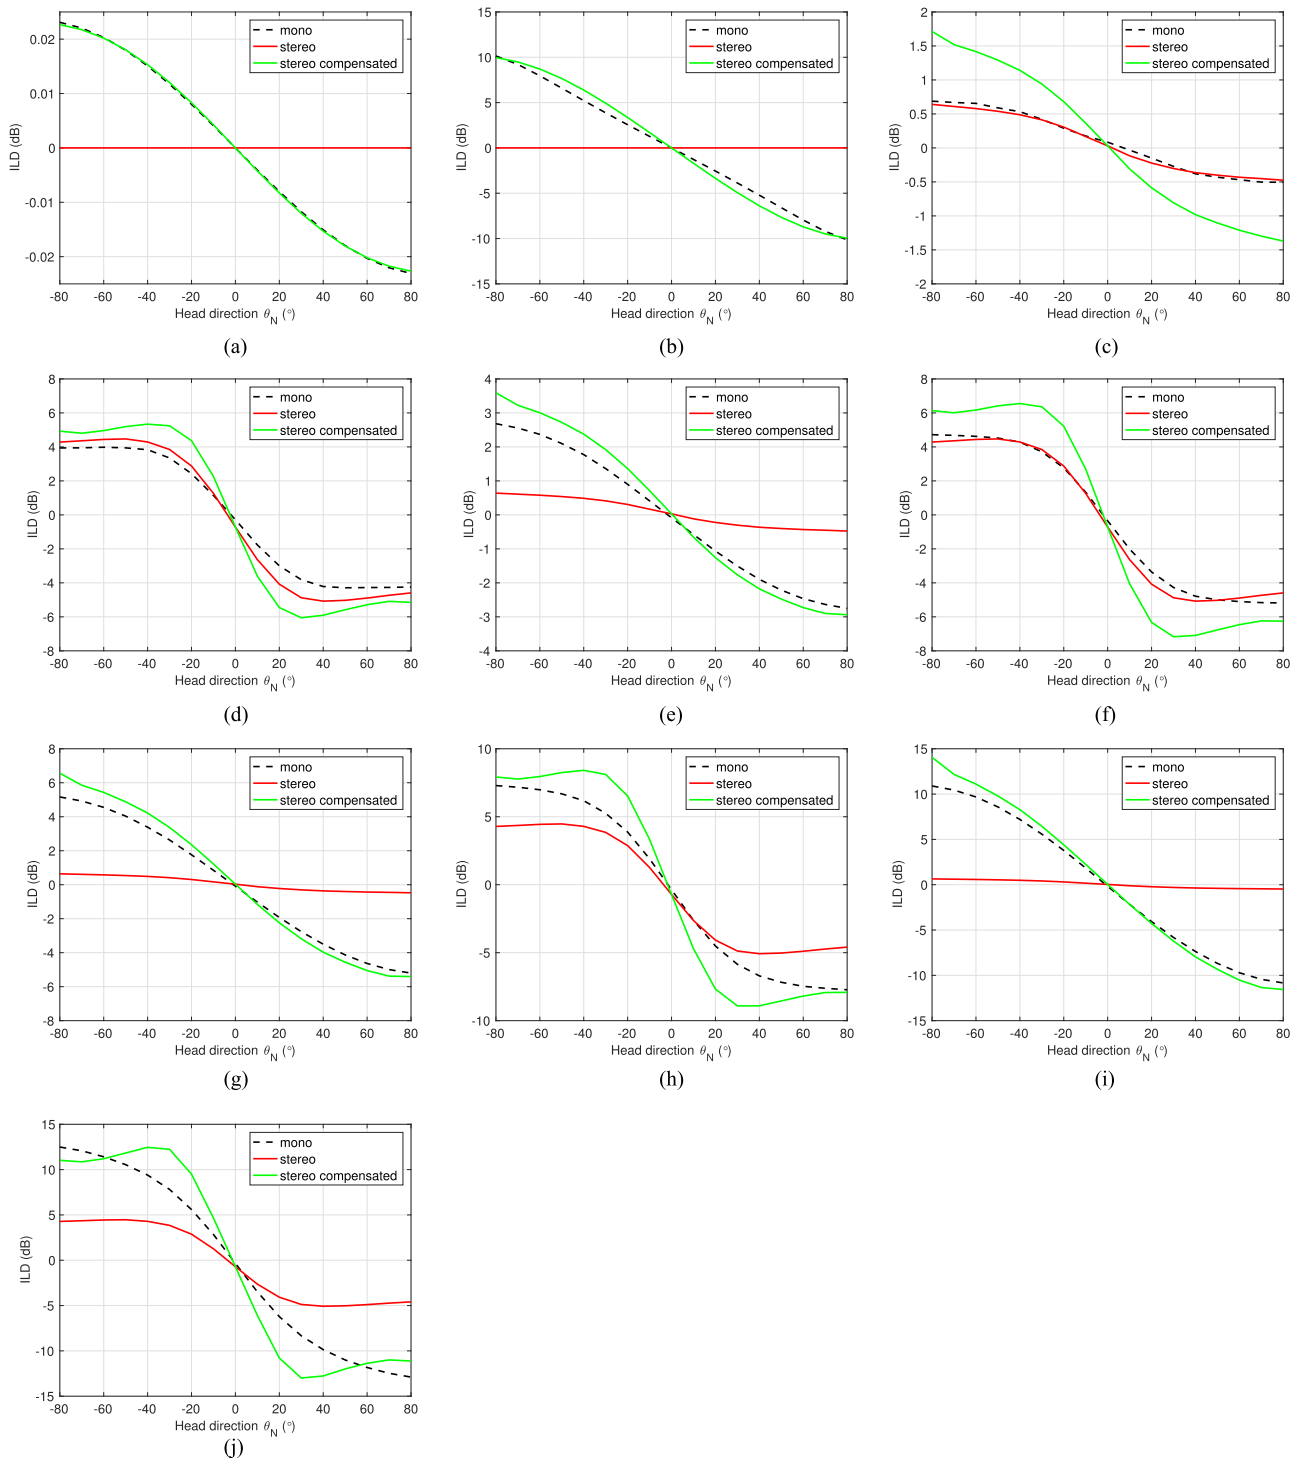 0.02
0.01
0
-0.01
-0.02
ILD (dB)
-80 -60 -40 -20 0 20 40 60 80
Head direction θN (°)
mono
stereo
stereo compensated
(a)
15
10
5
0
-5
-10
-15
ILD (dB)
-80 -60 -40 -20 0 20 40 60 80
Head direction θN (°)
mono
stereo
stereo compensated
(b)
2
1.5
1
0.5
0
-0.5
-1
-1.5
-2
ILD (dB)
-80 -60 -40 -20 0 20 40 60 80
Head direction θN (°)
mono
stereo
stereo compensated
(c)
8
6
4
2
0
-2
-4
-6
-8
ILD (dB)
-80 -60 -40 -20 0 20 40 60 80
Head direction θN (°)
mono
stereo
stereo compensated
(d)
4
3
2
1
0
-1
-2
-3
-4
ILD (dB)
-80 -60 -40 -20 0 20 40 60 80
Head direction θN (°)
mono
stereo
stereo compensated
(e)
8
6
4
2
0
-2
-4
-6
-8
ILD (dB)
-80 -60 -40 -20 0 20 40 60 80
Head direction θN (°)
mono
stereo
stereo compensated
(f)
8
6
4
2
0
-2
-4
-6
-8
ILD (dB)
-80 -60 -40 -20 0 20 40 60 80
Head direction θN (°)
mono
stereo
stereo compensated
(g)
10
5
0
-5
-10
ILD (dB)
-80 -60 -40 -20 0 20 40 60 80
Head direction θN (°)
mono
stereo
stereo compensated
(h)
15
10
5
0
-5
-10
-15
ILD (dB)
-80 -60 -40 -20 0 20 40 60 80
Head direction θN (°)
mono
stereo
stereo compensated
(i)
15
10
5
0
-5
-10
-15
ILD (dB)
-80 -60 -40 -20 0 20 40 60 80
Head direction θN (°)
mono
stereo
stereo compensated
(j)